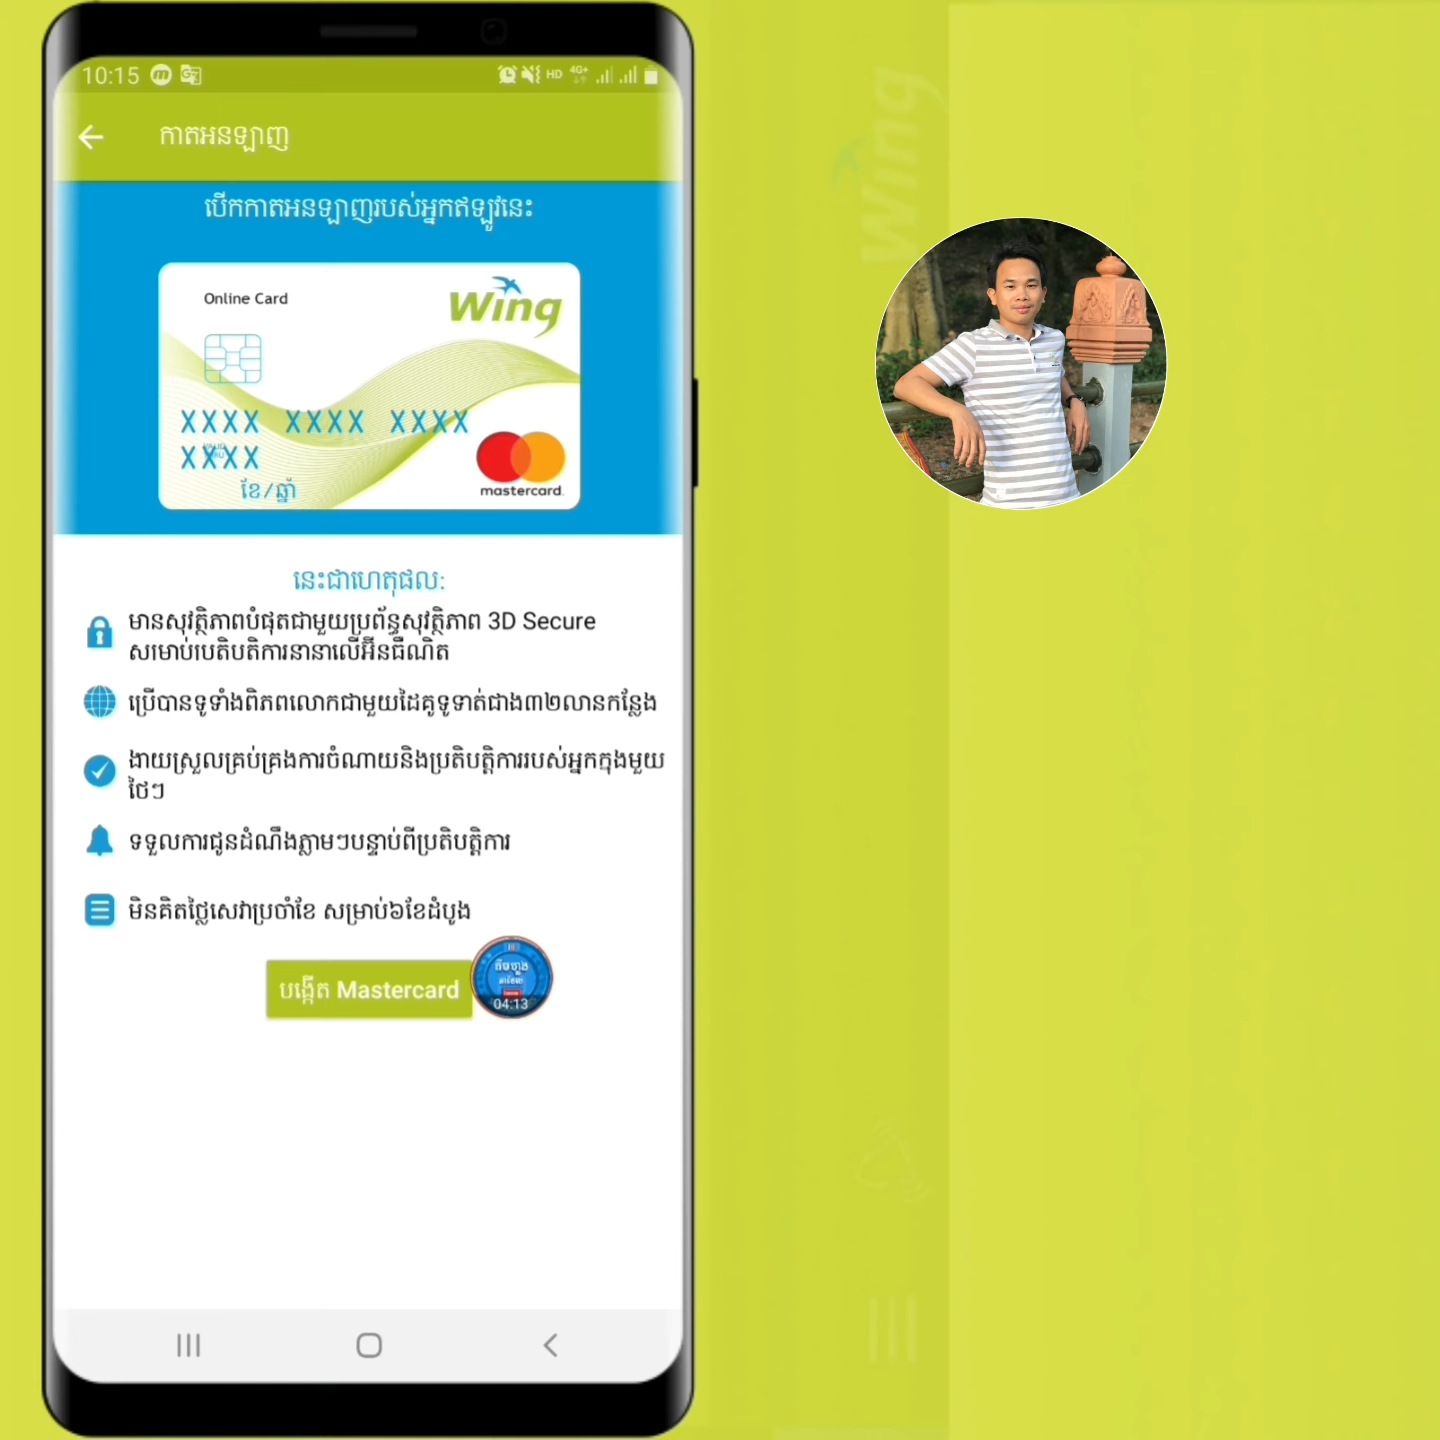 10:15
HD 4G+
កាតអនឡាញ
បើកកាតអនឡាញរបស់អ្នកឥឡូវនេះ
Online Card
Wing
XXXX XXXX XXXX
XXXX
ខែ/ឆ្នាំ
mastercard.
នេះជាហេតុផល:
មានសុវត្ថិភាពបំផុតជាមួយប្រព័ន្ធសុវត្ថិភាព 3D Secure
សម្រាប់ប្រតិបត្តិការនានាលើអ៊ីនធឺណិត
ប្រើបានទូទាំងពិភពលោកជាមួយដៃគូទូទាត់ជាង៣២លានកន្លែង
ងាយស្រួលគ្រប់គ្រងការចំណាយនិងប្រតិបត្តិការរបស់អ្នកក្នុងមួយ
ថៃៗ
ទទួលការជូនដំណឹងភ្លាមៗបន្ទាប់ពីប្រតិបត្តិការ
មិនគិតថ្លៃសេវាប្រចាំខែ សម្រាប់៦ខែដំបូង
បង្កើត Mastercard
04:13
Wing